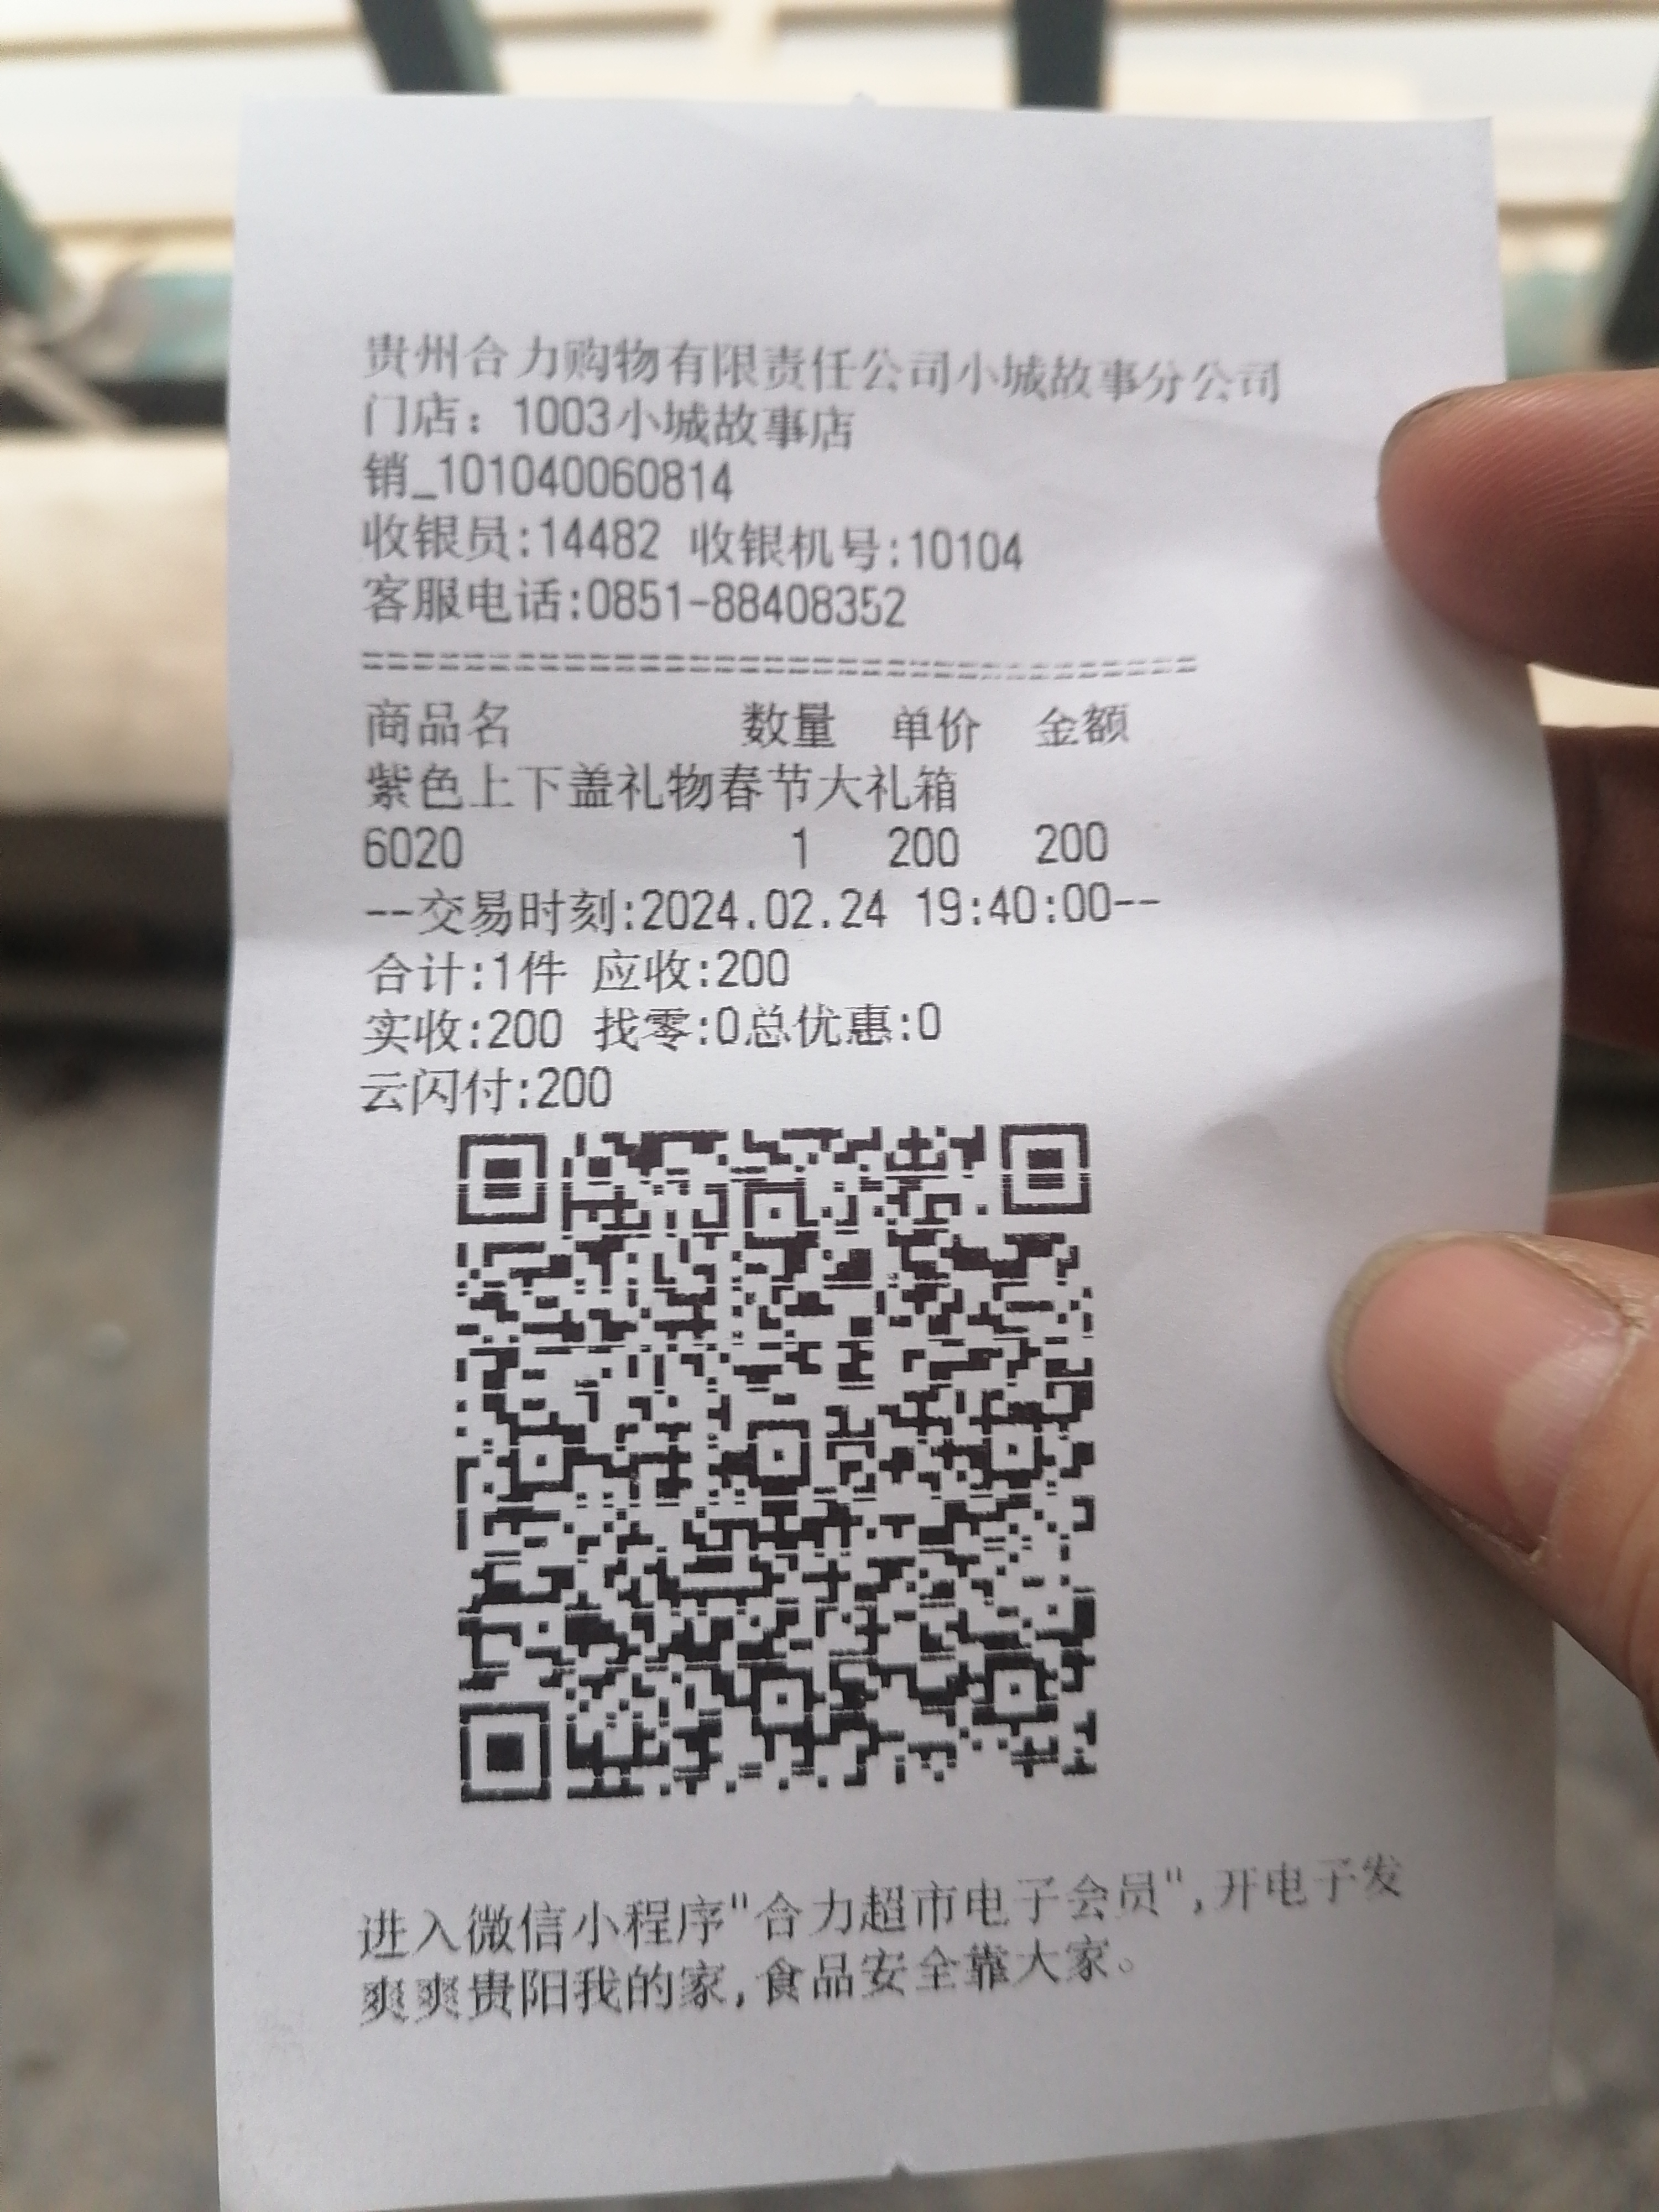 贵州合力购物有限责任公司小城故事分公司
门店：1003小城故事店
销_101040060814
收银员:14482 收银机号:10104
客服电话:0851-88408352
===================================
商品名 数量 单价 金额
紫色上下盖礼物春节大礼箱
6020 1 200 200
--交易时刻:2024.02.24 19:40:00--
合计:1件 应收:200
实收:200 找零:0总优惠:0
云闪付:200
进入微信小程序"合力超市电子会员",开电子发
爽爽贵阳我的家,食品安全靠大家。